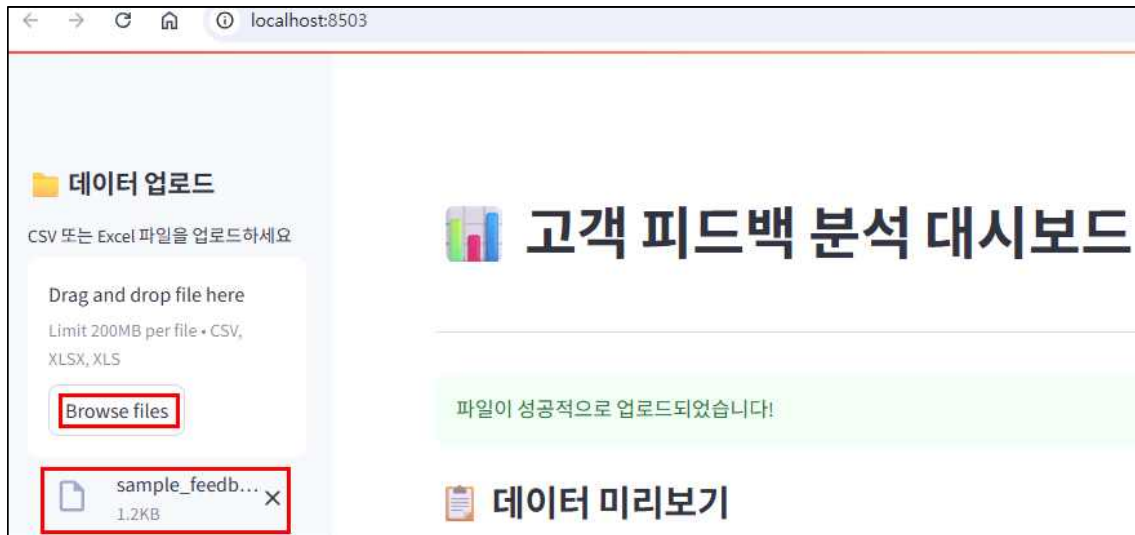 localhost:8503
데이터 업로드
CSV 또는 Excel 파일을 업로드하세요
Drag and drop file here
Limit 200MB per file • CSV,
XLSX, XLS
Browse files
sample_feedb...
1.2KB
고객 피드백 분석 대시보드
파일이 성공적으로 업로드되었습니다!
데이터 미리보기